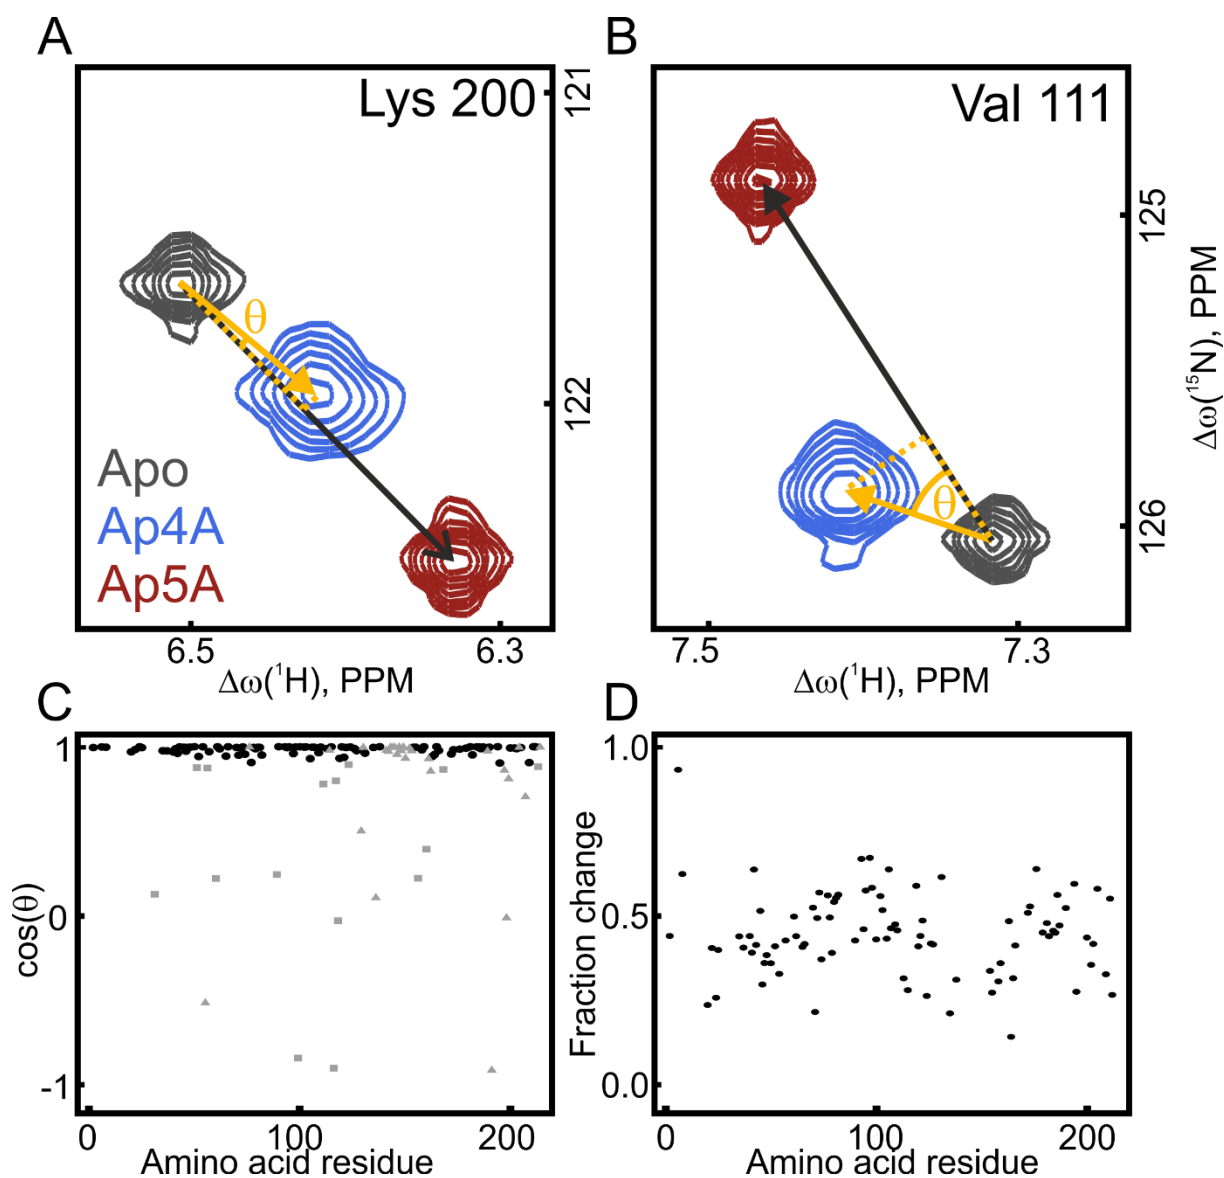 A
Lys 200
121
122
θ
Apo
Ap4A
Ap5A
6.5
6.3
Δω(¹H), PPM
B
Val 111
125
126
θ
Δω(¹⁵N), PPM
7.5
7.3
Δω(¹H), PPM
C
1
0
-1
cos(θ)
0
100
200
Amino acid residue
D
1.0
0.5
0.0
Fraction change
0
100
200
Amino acid residue